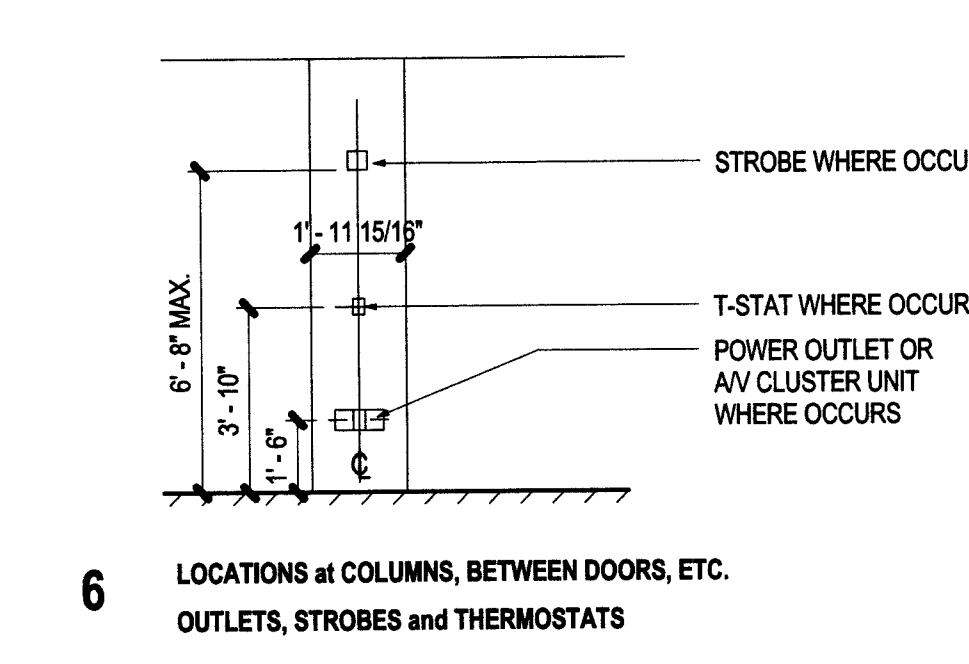 STROBE WHERE OCCU
1' - 11 15/16"
6' - 8" MAX.
T-STAT WHERE OCCUR
3' - 10"
POWER OUTLET OR
A/V CLUSTER UNIT
WHERE OCCURS
1' - 6"
℄
6
LOCATIONS at COLUMNS, BETWEEN DOORS, ETC.
OUTLETS, STROBES and THERMOSTATS